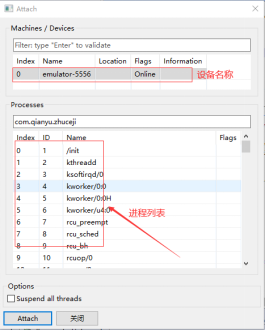 Attach
Machines / Devices
Filter: type "Enter" to validate
Index Name Location Flags Information
0 emulator-5556 Online
设备名称
Processes
com.qianyu.zhuceji
Index ID Name Flags
0 1 /init
1 2 kthreadd
2 3 ksoftirqd/0
3 4 kworker/0:0
4 5 kworker/0:0H
5 6 kworker/u4:0
6 7 rcu_preempt
进程列表
7 8 rcu_sched
8 9 rcu_bh
9 10 rcuop/0
Options
Suspend all threads
Attach 关闭